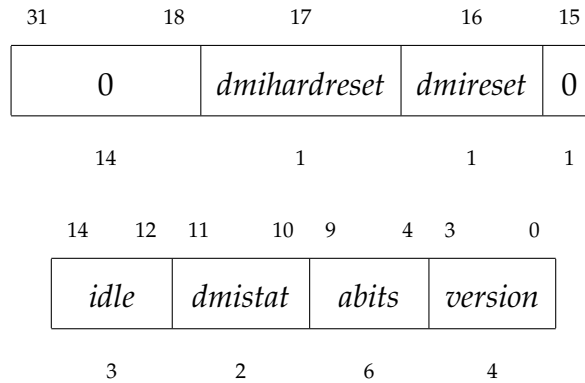 31 18 17 16 15
0 dmihardreset dmireset 0
14 1 1 1
14 12 11 10 9 4 3 0
idle dmistat abits version
3 2 6 4